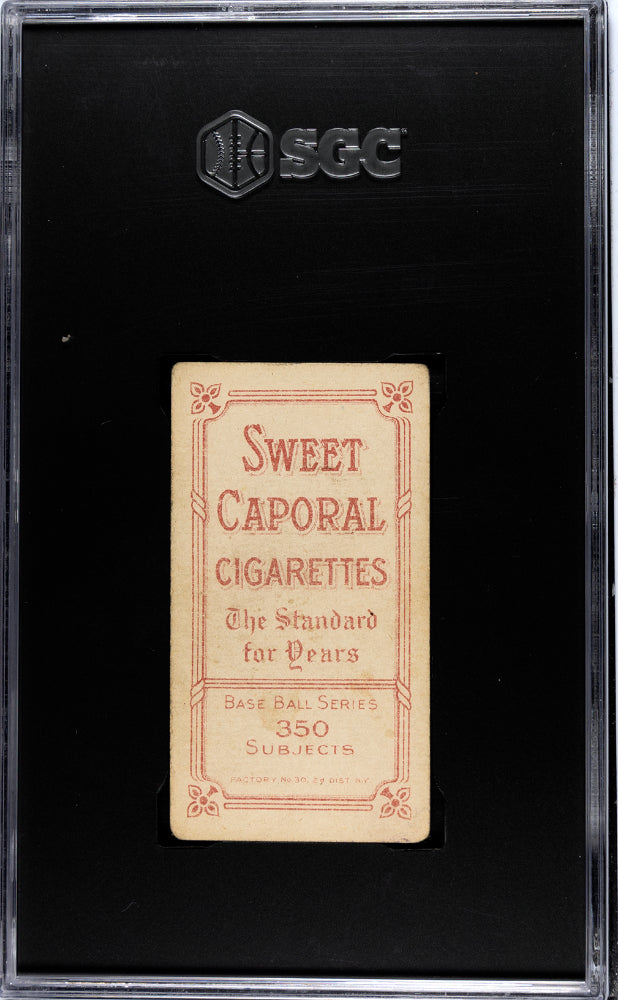 SGC
SWEET
CAPORAL
CIGARETTES
The Standard
for Years
BASE BALL SERIES
350
SUBJECTS
FACTORY No. 30, 2d DIST. N.Y.